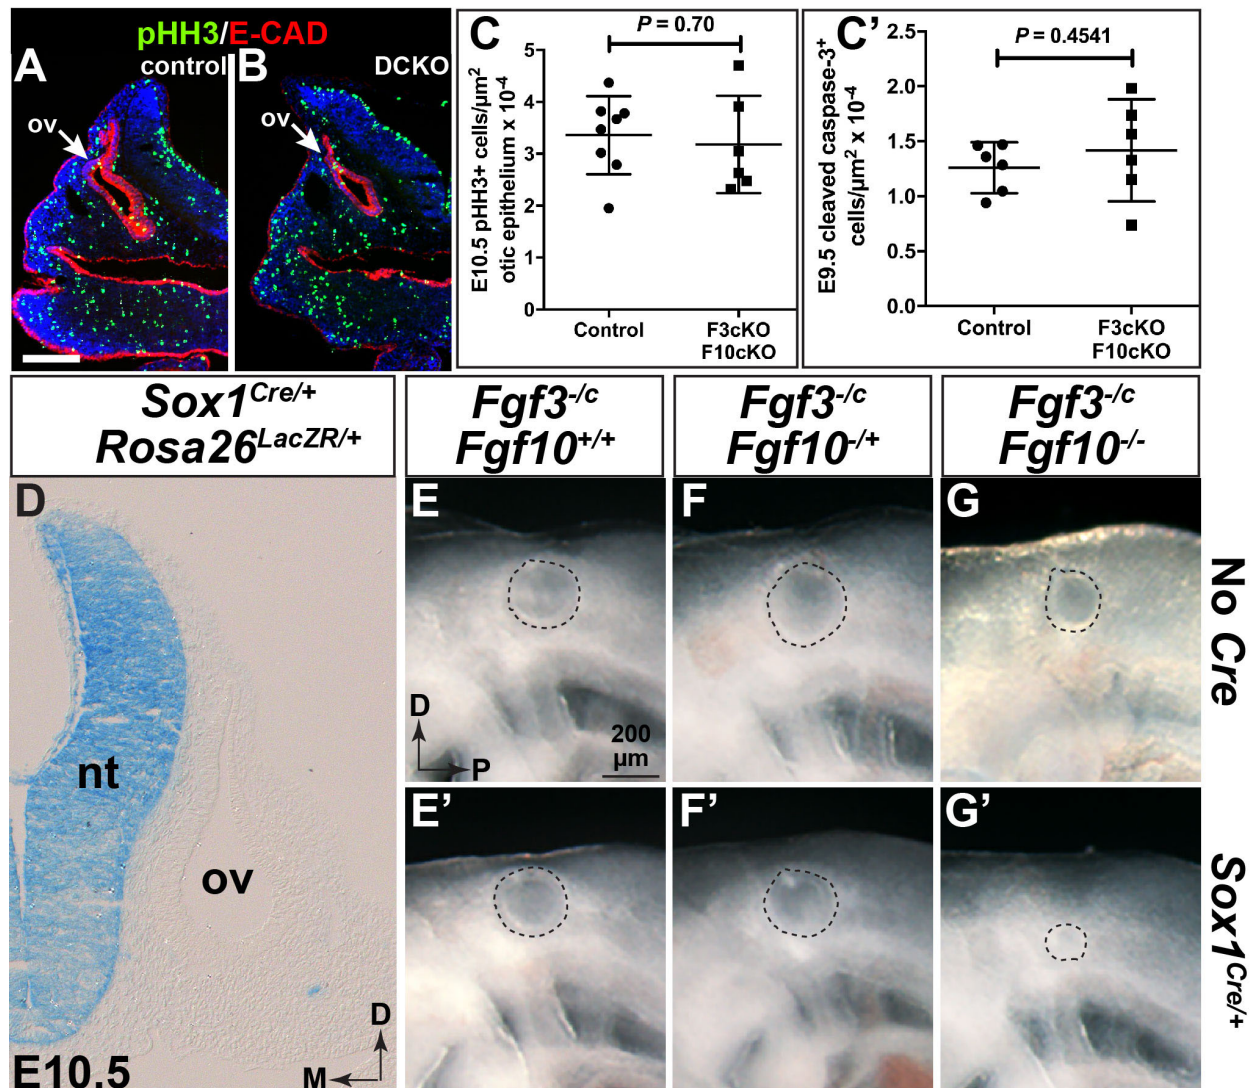 pHH3/E-CAD
A
control
ov
B
DCKO
ov
C
P = 0.70
E10.5 pHH3+ cells/µm2
otic epithelium x 10-4
5
4
3
2
1
0
Control
F3cKO
F10cKO
C’
P = 0.4541
E9.5 cleaved caspase-3+
cells/µm2 x 10-4
2.5
2.0
1.5
1.0
0.5
0.0
Control
F3cKO
F10cKO
Sox1Cre/+
Rosa26LacZR/+
Fgf3-/c
Fgf10+/+
Fgf3-/c
Fgf10-/+
Fgf3-/c
Fgf10-/-
D
nt
ov
E10.5
D
M
E
D
P
200
µm
F
G
No Cre
E’
F’
G’
Sox1Cre/+